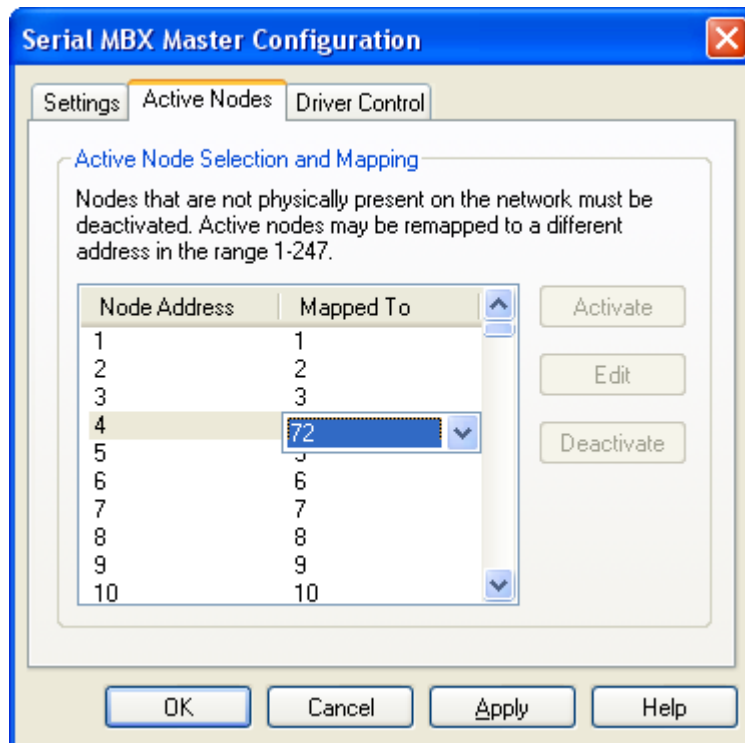 Serial MBX Master Configuration
Settings Active Nodes Driver Control
Active Node Selection and Mapping
Nodes that are not physically present on the network must be
deactivated. Active nodes may be remapped to a different
address in the range 1-247.
Node Address Mapped To Activate
1 1
2 2
3 3
Edit
4 72
5
Deactivate
6 6
7 7
8 8
9 9
10 10
OK Cancel Apply Help